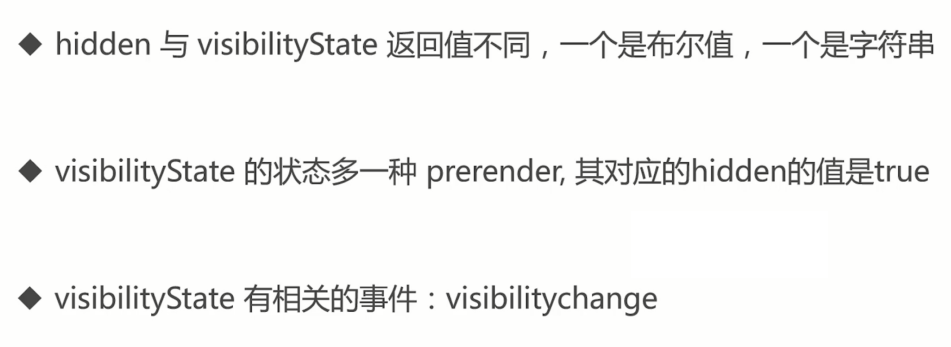 ◆ hidden 与 visibilityState 返回值不同，一个是布尔值，一个是字符串
◆ visibilityState 的状态多一种 prerender, 其对应的hidden的值是true
◆ visibilityState 有相关的事件：visibilitychange